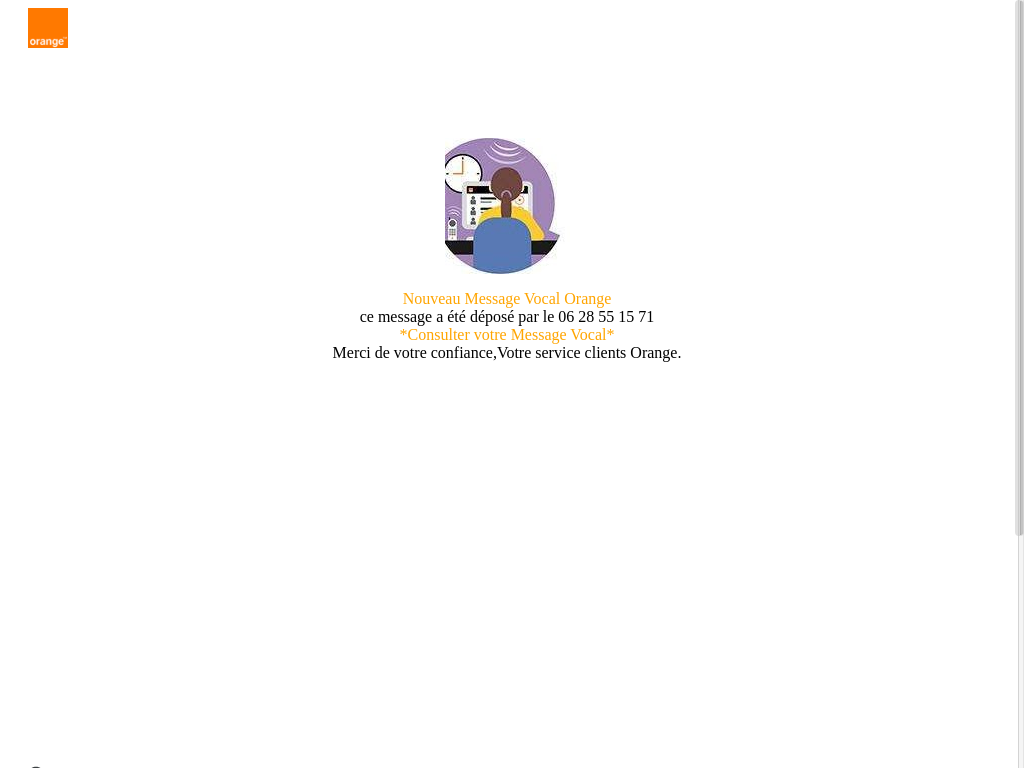 orange
Nouveau Message Vocal Orange
ce message a été déposé par le 06 28 55 15 71
*Consulter votre Message Vocal*
Merci de votre confiance,Votre service clients Orange.